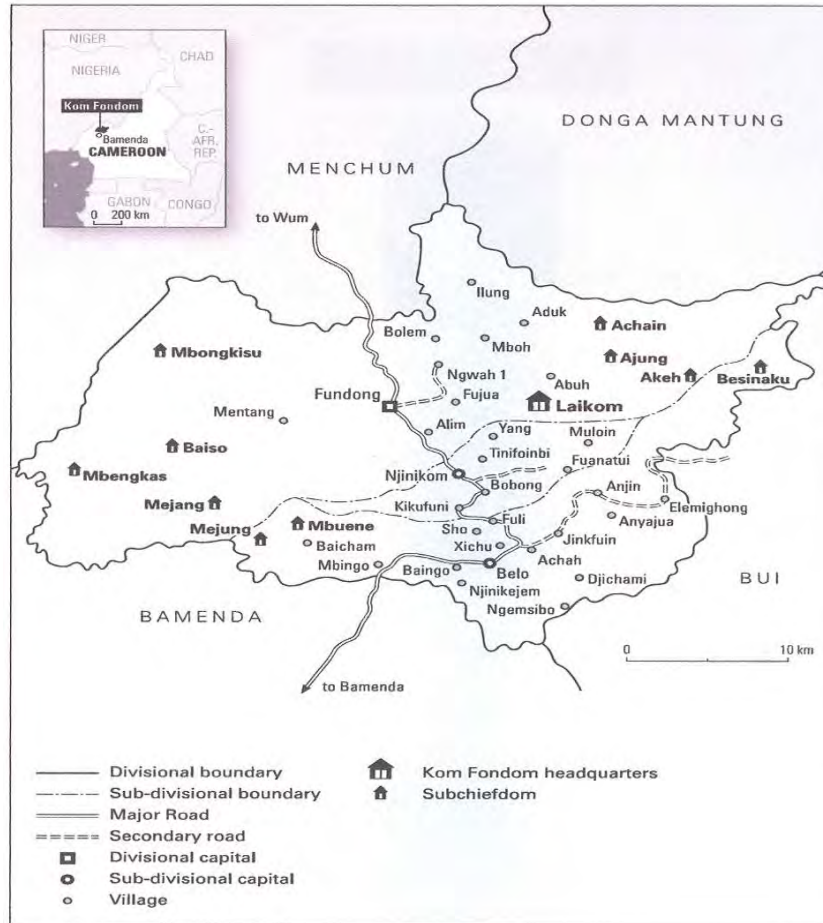 NIGER
CHAD
NIGERIA
Kom Fondom
Bamenda
CAMEROON
C.-
AFR.
REP.
GABON
CONGO
0 200 km
DONGA MANTUNG
MENCHUM
to Wum
Ilung
Aduk
Achain
Bolem
Mboh
Mbongkisu
Ajung
Ngwah 1
Akeh
Besinaku
Abuh
Fundong
Fujua
Laikom
Mentang
Alim
Yang
Muloin
Baiso
Tinifoinbi
Mbengkas
Njinikom
Fuanatui
Bobong
Anjin
Mejang
Kikufuni
Elemighong
Mbuene
Fuli
Anyajua
Mejung
Sho
Jinkfuin
Baicham
Xichu
Achah
Mbingo
Baingo
Belo
Djichami
BUI
Njinikejem
Ngemsibo
BAMENDA
0 10 km
to Bamenda
Divisional boundary
Sub-divisional boundary
Major Road
Secondary road
Divisional capital
Sub-divisional capital
Village
Kom Fondom headquarters
Subchiefdom